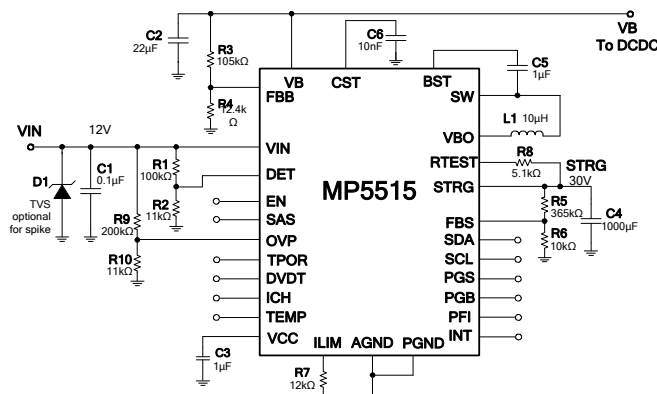 C2
22µF
R3
105kΩ
R4
12.4k
Ω
C6
10nF
VB
To DCDC
C5
1µF
VB
CST
BST
FBB
SW
L1 10µH
VBO
VIN
12V
VIN
R1
100kΩ
DET
R8
5.1kΩ
RTEST
STRG
30V
STRG
MP5515
D1
TVS
optional
for spike
C1
0.1µF
R2
11kΩ
R9
200kΩ
R10
11kΩ
EN
SAS
OVP
TPOR
DVDT
ICH
TEMP
VCC
R5
365kΩ
R6
10kΩ
C4
1000µF
FBS
SDA
SCL
PGS
PGB
PFI
INT
C3
1µF
ILIM
AGND
PGND
R7
12kΩ